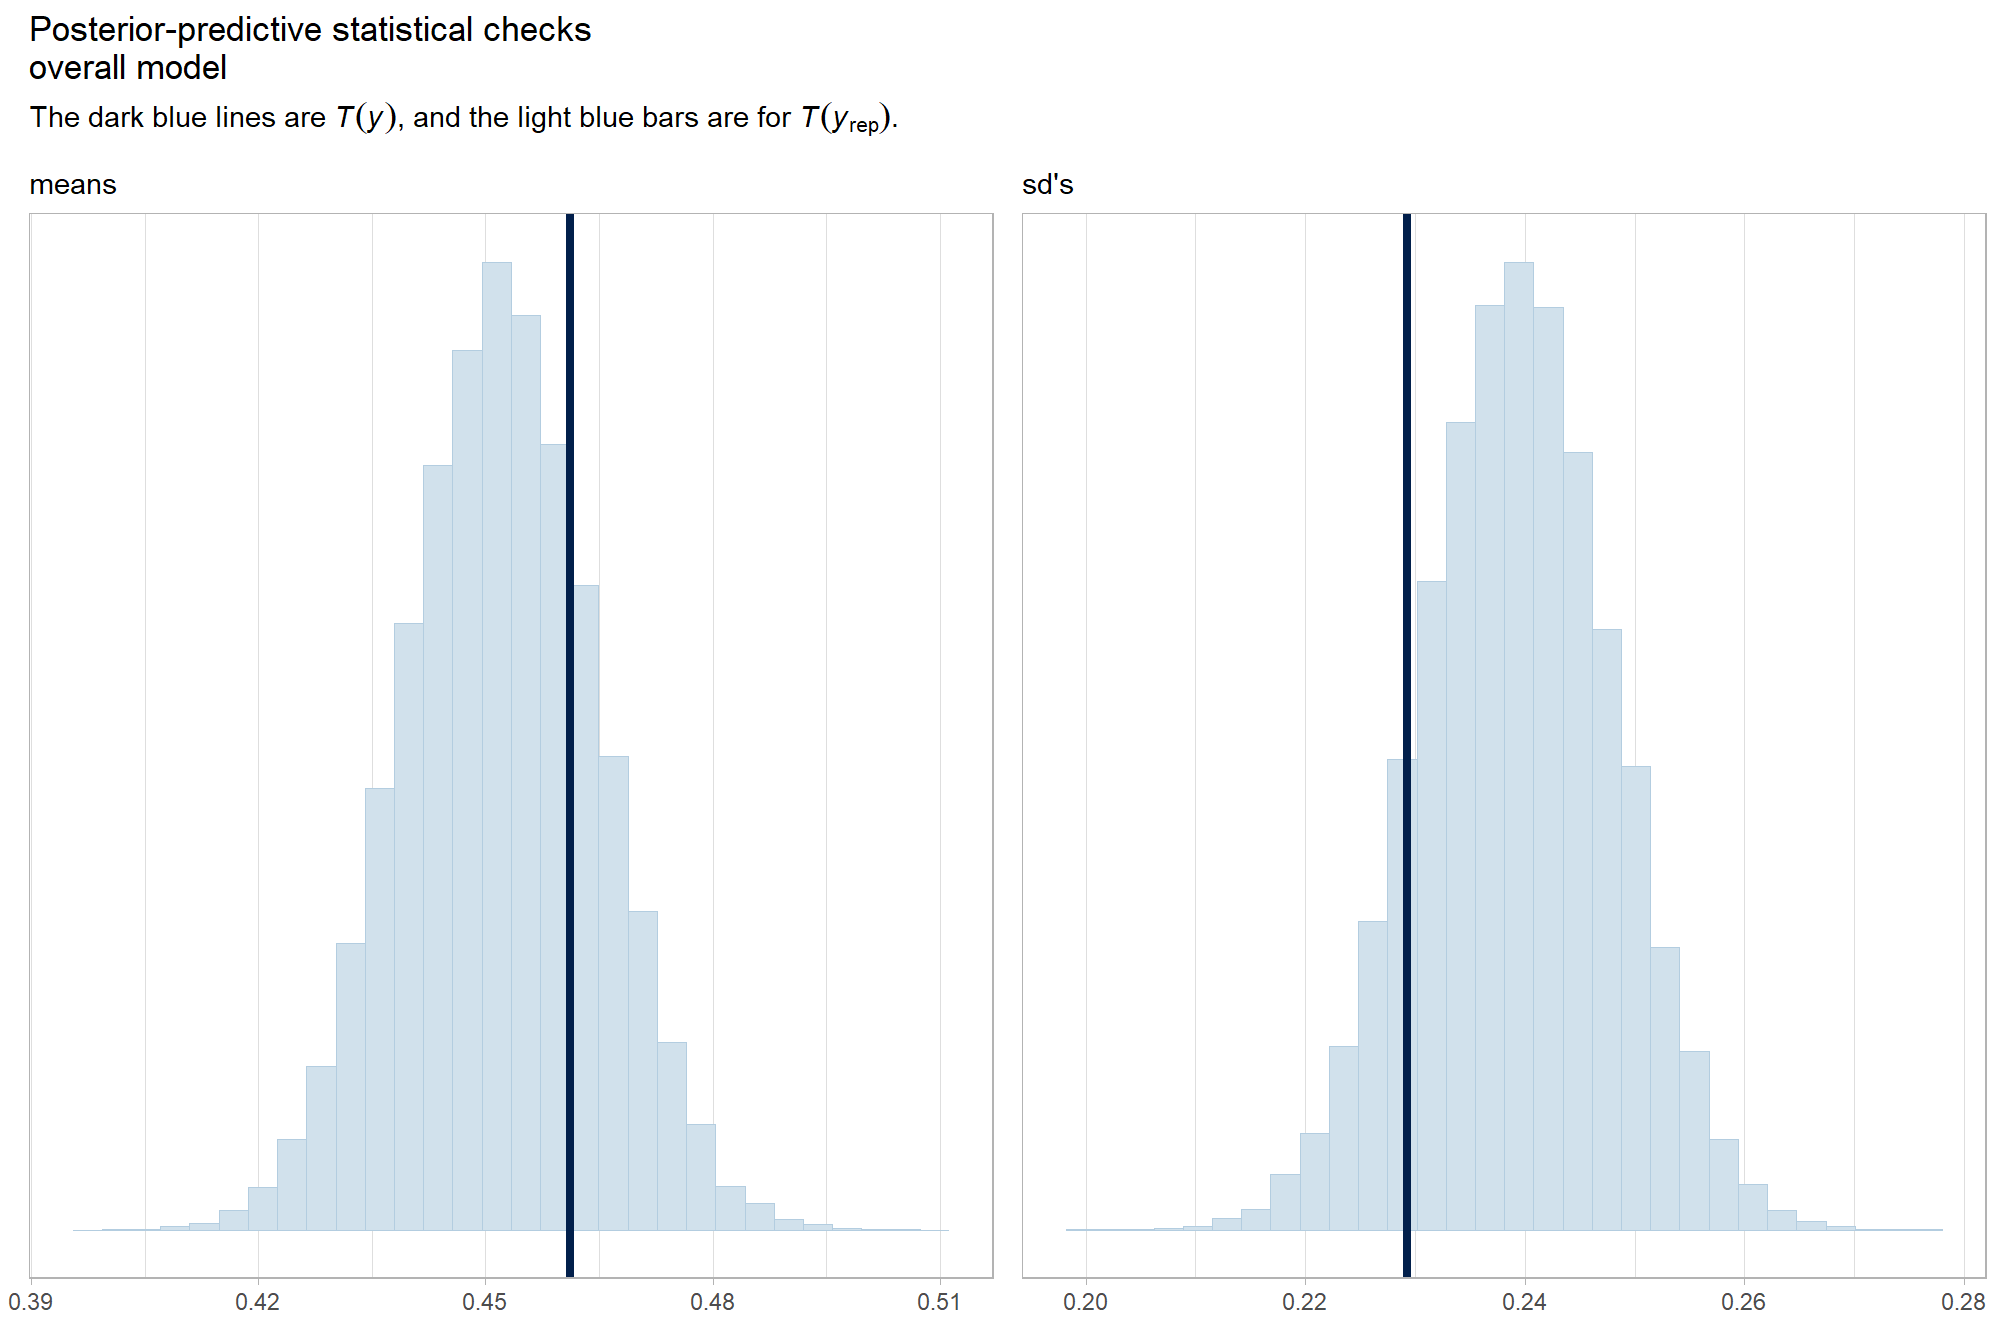 Posterior-predictive statistical checks
overall model
The dark blue lines are T(y), and the light blue bars are for T(yrep).
means
sd's
0.39 0.42 0.45 0.48 0.51
0.20 0.22 0.24 0.26 0.28